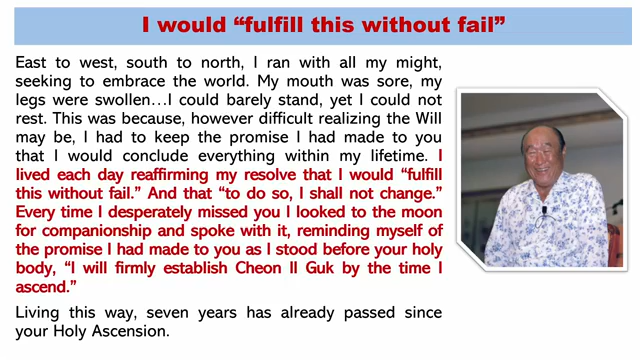 I would “fulfill this without fail”
East to west, south to north, I ran with all my might,
seeking to embrace the world. My mouth was sore, my
legs were swollen…I could barely stand, yet I could not
rest. This was because, however difficult realizing the Will
may be, I had to keep the promise I had made to you
that I would conclude everything within my lifetime. I
lived each day reaffirming my resolve that I would “fulfill
this without fail.” And that “to do so, I shall not change.”
Every time I desperately missed you I looked to the moon
for companionship and spoke with it, reminding myself of
the promise I had made to you as I stood before your holy
body, “I will firmly establish Cheon Il Guk by the time I
ascend.”
Living this way, seven years has already passed since
your Holy Ascension.